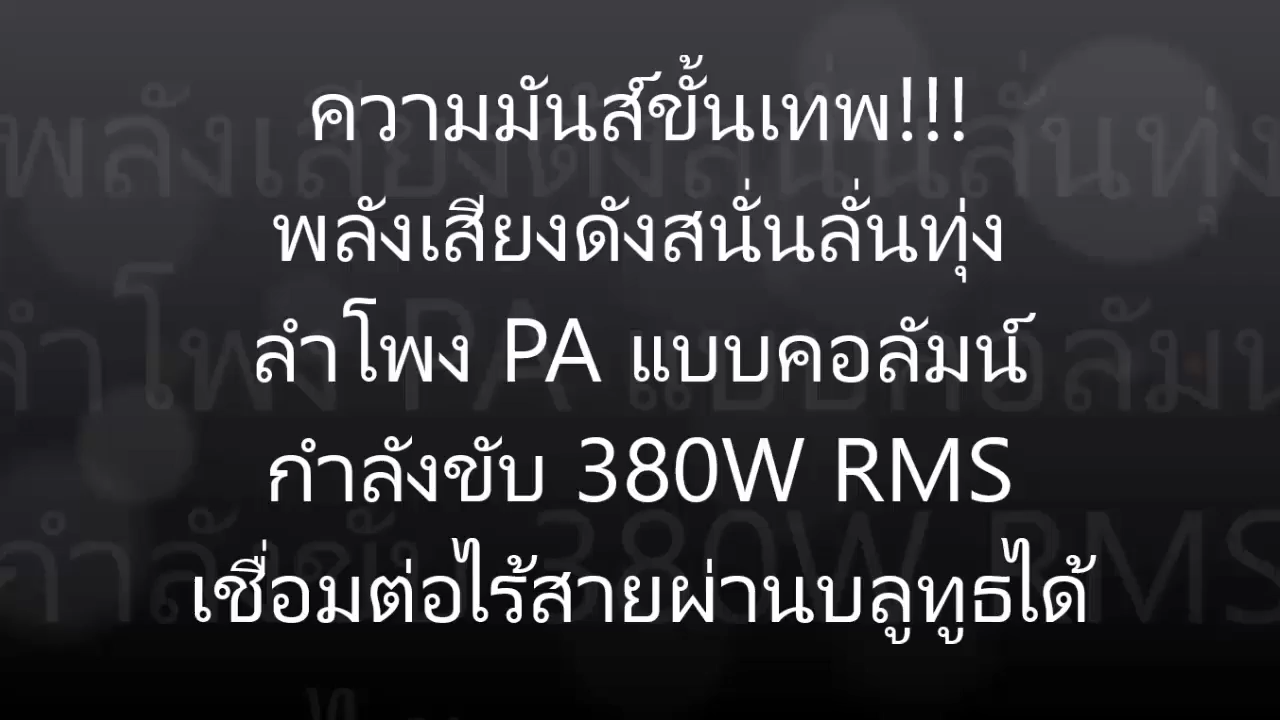 ความมันส์ขั้นเทพ!!!
พลังเสียงดังสนั่นลั่นทุ่ง
ลำโพง PA แบบคอลัมน์
กำลังขับ 380W RMS
เชื่อมต่อไร้สายผ่านบลูทูธได้